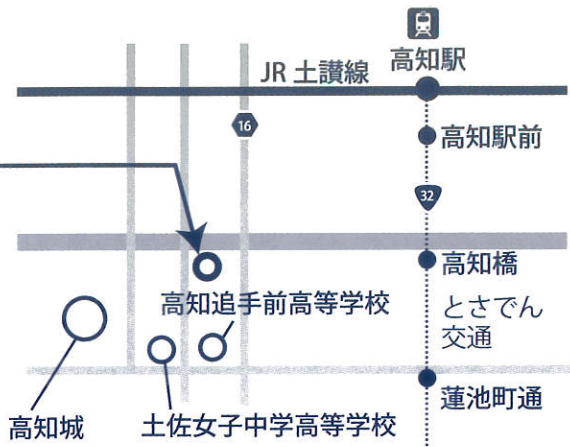 JR 土讃線
高知駅
16
高知駅前
32
高知橋
高知追手前高等学校
とさでん
交通
蓮池町通
高知城
土佐女子中学高等学校